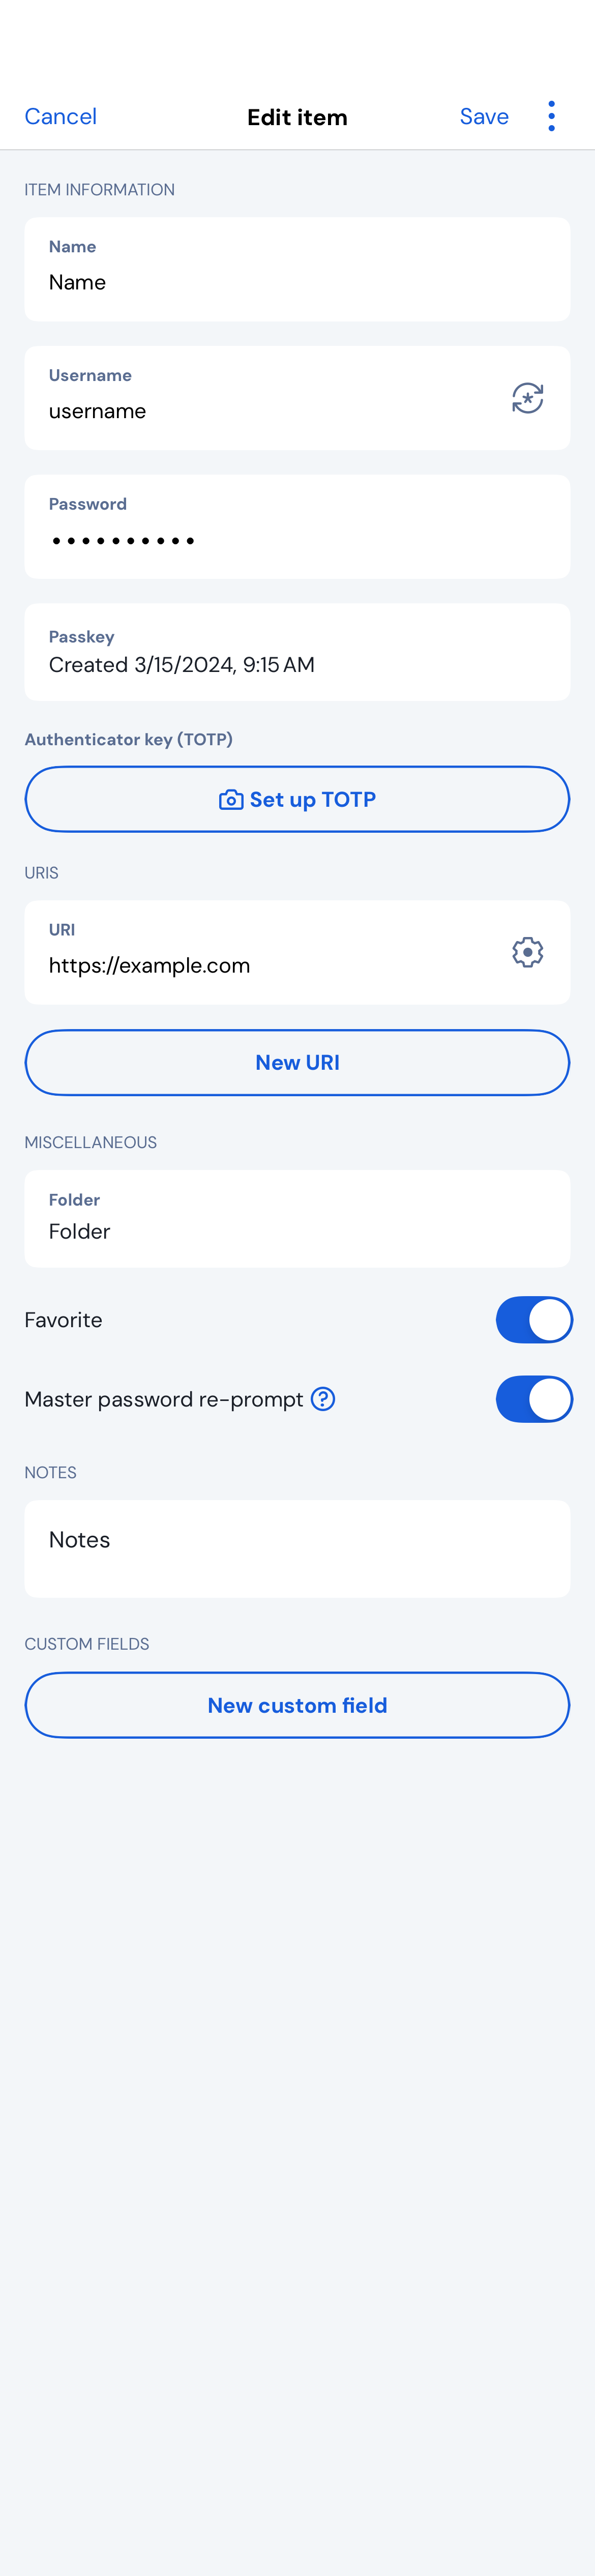 Cancel
Edit item
Save
ITEM INFORMATION
Name
Name
Username
username
Password
••••••••••
Passkey
Created 3/15/2024, 9:15 AM
Authenticator key (TOTP)
Set up TOTP
URIS
URI
https://example.com
New URI
MISCELLANEOUS
Folder
Folder
Favorite
Master password re-prompt
NOTES
Notes
CUSTOM FIELDS
New custom field